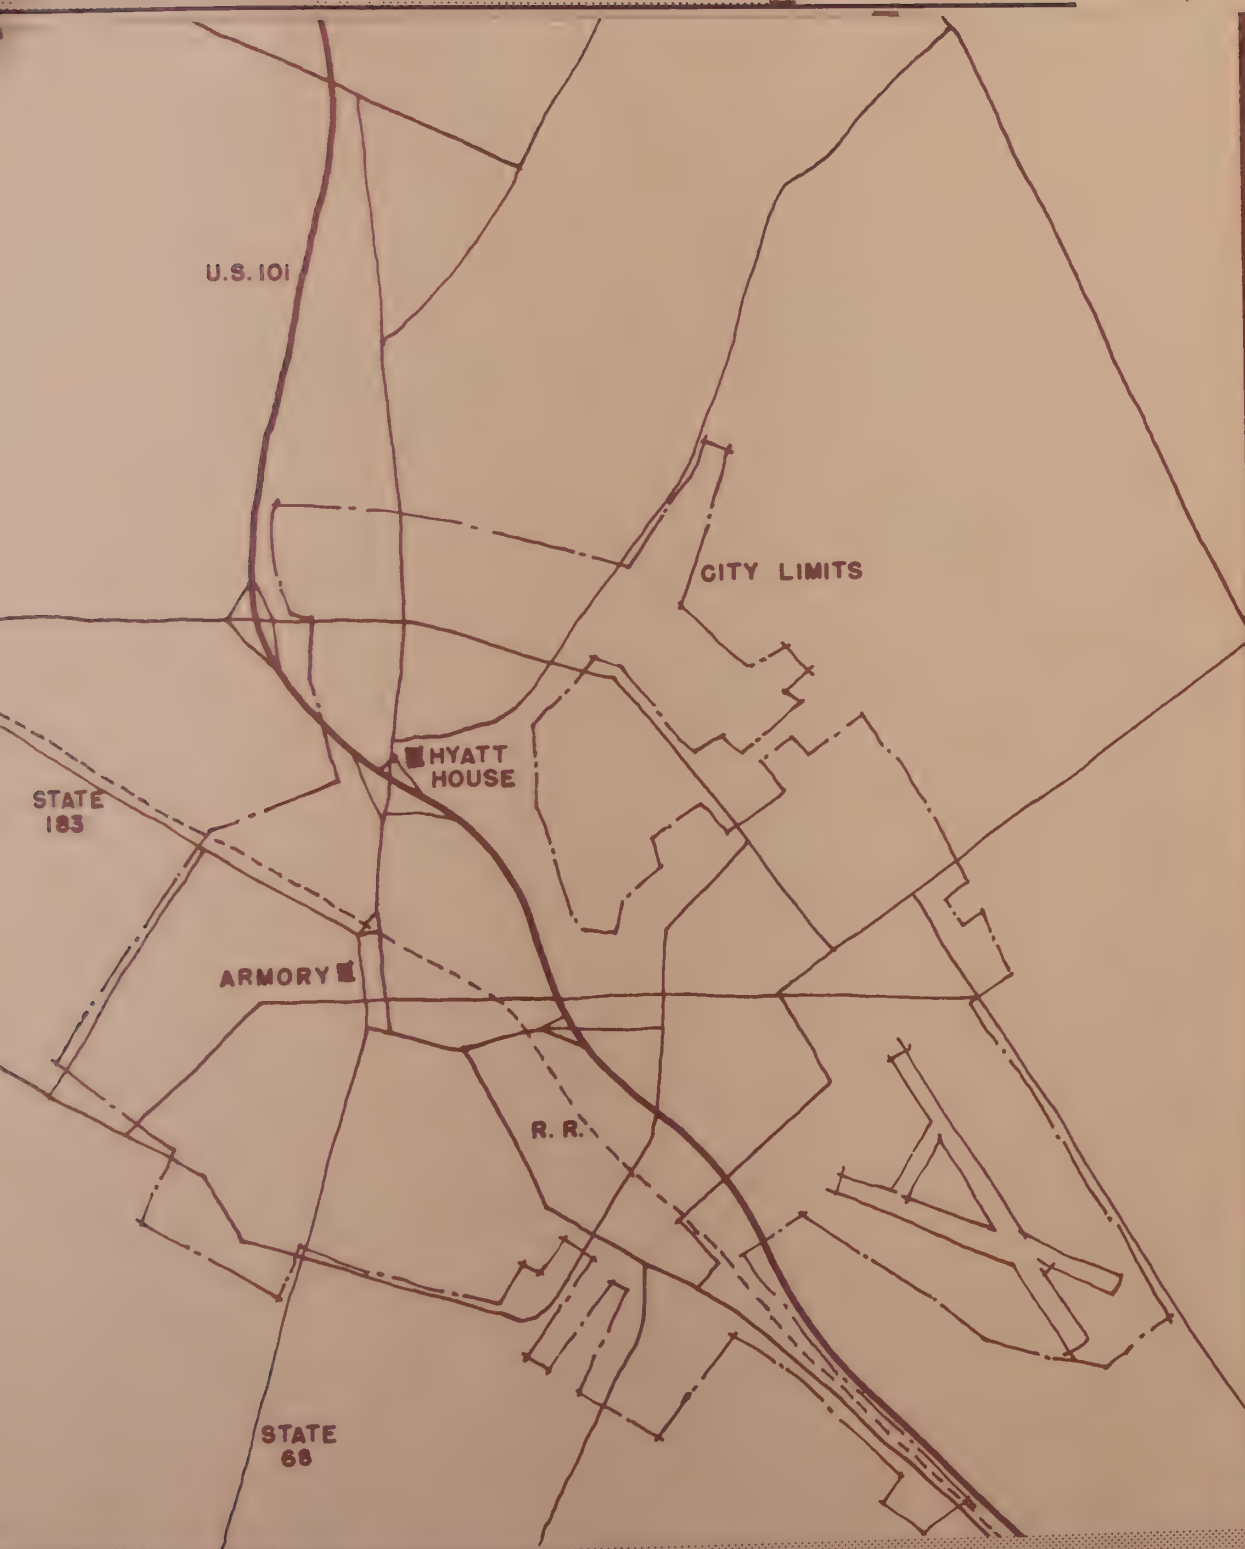 U.S. 101
CITY LIMITS
HYATT
HOUSE
STATE
183
ARMORY
R. R.
STATE
68